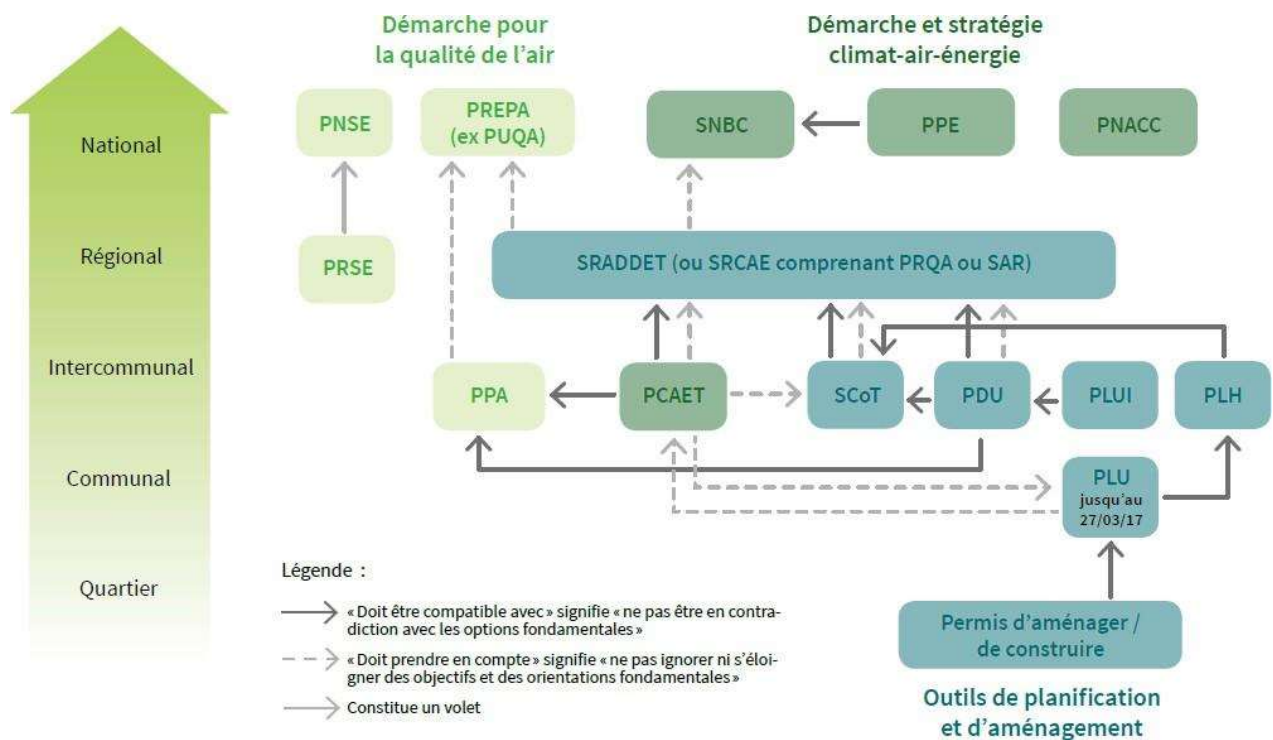 Démarche pour
la qualité de l’air
Démarche et stratégie
climat-air-énergie
National
PNSE
PREPA
(ex PUQA)
SNBC
PPE
PNACC
Régional
PRSE
SRADDET (ou SRCAE comprenant PRQA ou SAR)
Intercommunal
PPA
PCAET
SCoT
PDU
PLUI
PLH
Communal
PLU
jusqu’au
27/03/17
Quartier
Légende :
« Doit être compatible avec » signifie « ne pas être en contra-
diction avec les options fondamentales »
« Doit prendre en compte » signifie « ne pas ignorer ni s’éloi-
gner des objectifs et des orientations fondamentales »
Constitue un volet
Permis d’aménager /
de construire
Outils de planification
et d’aménagement